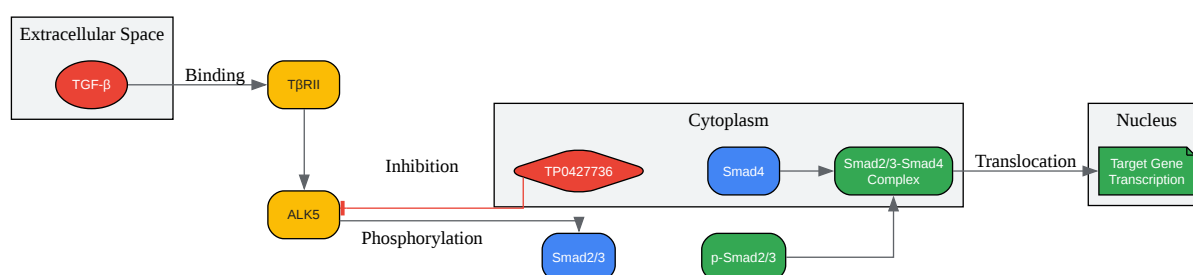 Extracellular Space
TGF-β
Binding
TβRII
Cytoplasm
Nucleus
Inhibition
TP0427736
Smad4
Smad2/3-Smad4
Complex
Translocation
Target Gene
Transcription
ALK5
Phosphorylation
Smad2/3
p-Smad2/3